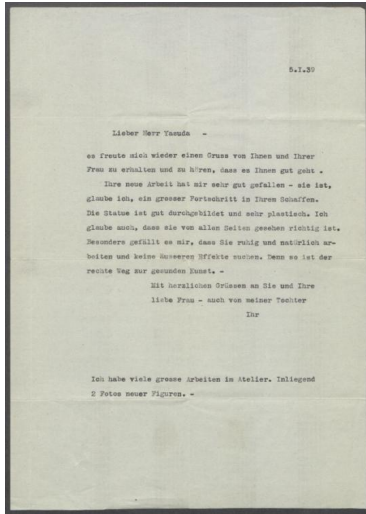 5.I.39
Lieber Herr Yasuda  -
es freute mich wieder einen Gruss von Ihnen und Ihrer
Frau zu erhalten und zu hören, dass es Ihnen gut geht .
Ihre neue Arbeit hat mir sehr gut gefallen - sie ist,
glaube ich, ein grosser Fortschritt in Ihrem Schaffen.
Die Statue ist gut durchgebildet und sehr plastisch. Ich
glaube auch, dass sie von allen Seiten gesehen richtig ist.
Besonders gefällt es mir, dass Sie ruhig und natürlich ar-
beiten und keine äusseren Effekte suchen. Denn es ist der
rechte Weg zur gesunden Kunst. -
Mit herzlichen Grüssen an Sie und Ihre
liebe Frau - auch von meiner Tochter
Ihr
Ich habe viele grosse Arbeiten im Atelier. Inliegend
2 Fotos neuer Figuren. -